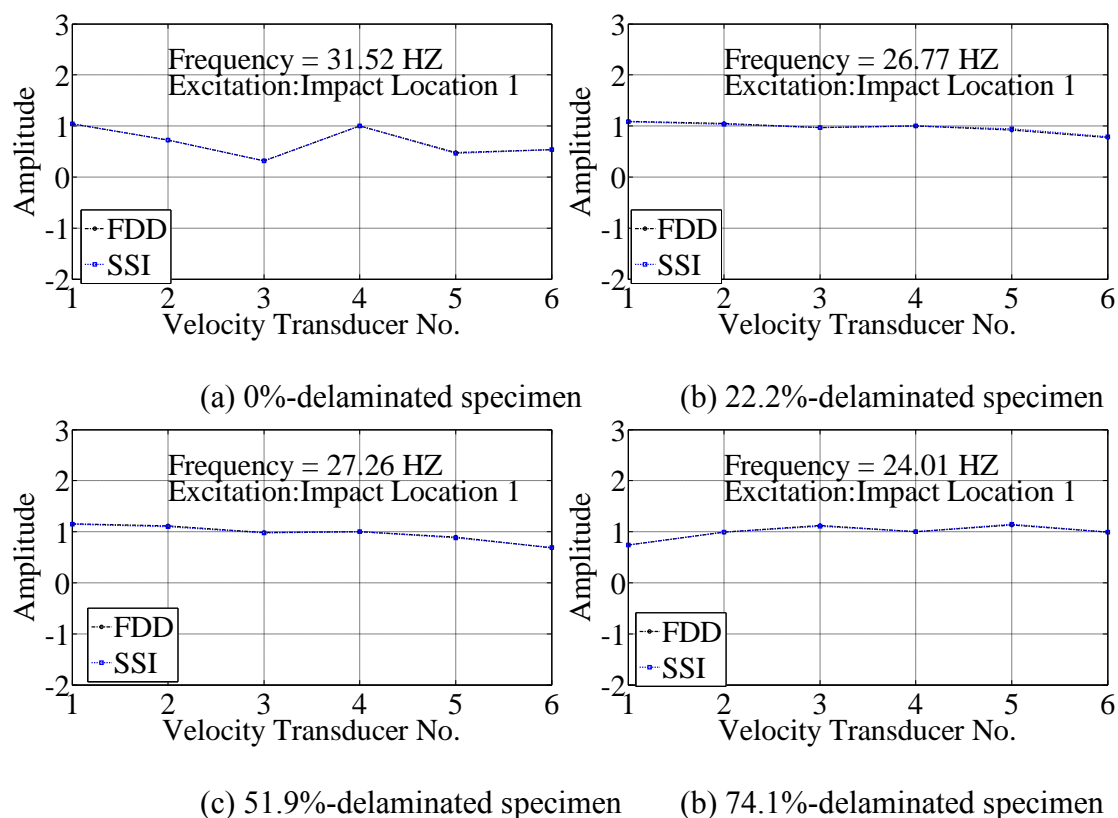 3
2
1
0
-1
-2
Amplitude
Frequency = 31.52 HZ
Excitation:Impact Location 1
FDD
SSI
1 2 3 4 5 6
Velocity Transducer No.
(a) 0%-delaminated specimen
3
2
1
0
-1
-2
Amplitude
Frequency = 26.77 HZ
Excitation:Impact Location 1
FDD
SSI
1 2 3 4 5 6
Velocity Transducer No.
(b) 22.2%-delaminated specimen
3
2
1
0
-1
-2
Amplitude
Frequency = 27.26 HZ
Excitation:Impact Location 1
FDD
SSI
1 2 3 4 5 6
Velocity Transducer No.
(c) 51.9%-delaminated specimen
3
2
1
0
-1
-2
Amplitude
Frequency = 24.01 HZ
Excitation:Impact Location 1
FDD
SSI
1 2 3 4 5 6
Velocity Transducer No.
(b) 74.1%-delaminated specimen